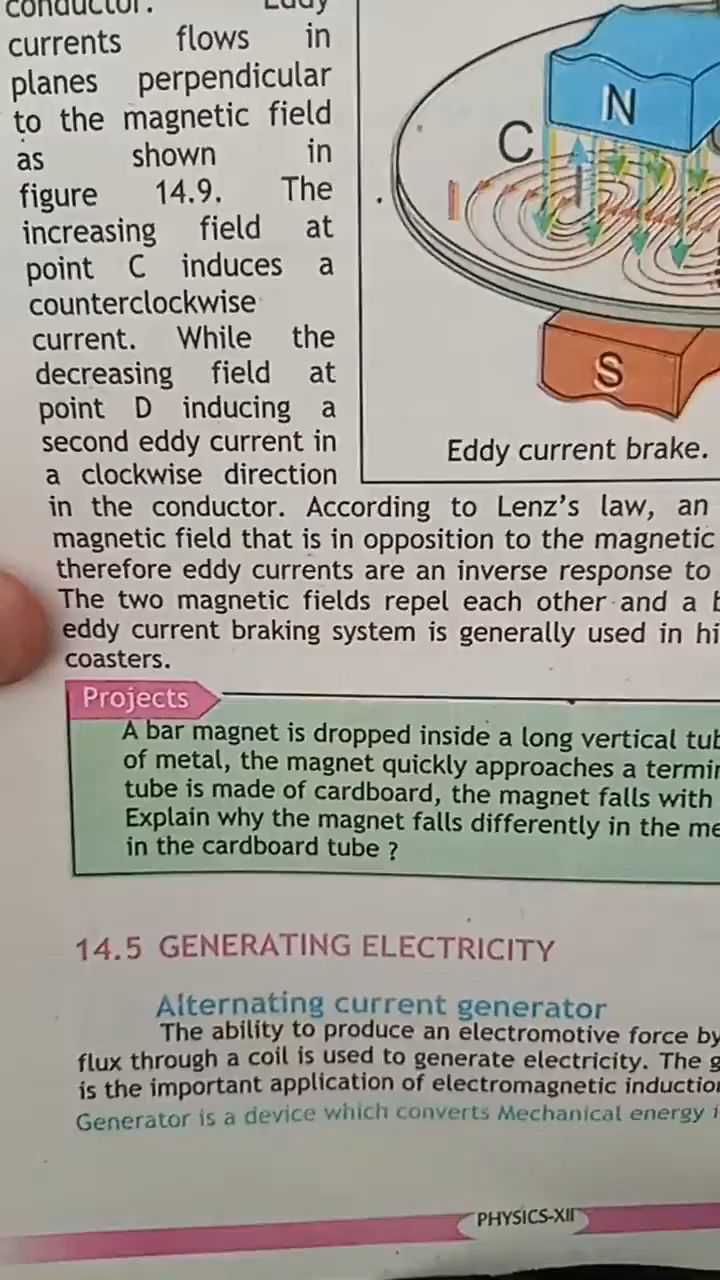 conductor. Eddy
currents flows in
planes perpendicular
to the magnetic field
as shown in
figure 14.9. The
increasing field at
point C induces a
counterclockwise
current. While the
decreasing field at
point D inducing a
second eddy current in
a clockwise direction
N
C
I
I
S
Eddy current brake.
in the conductor. According to Lenz's law, an
magnetic field that is in opposition to the magnetic
therefore eddy currents are an inverse response to
The two magnetic fields repel each other and a
eddy current braking system is generally used in
coasters.
Projects
A bar magnet is dropped inside a long vertical
of metal, the magnet quickly approaches a
tube is made of cardboard, the magnet falls with
Explain why the magnet falls differently in the
in the cardboard tube ?
14.5 GENERATING ELECTRICITY
Alternating current generator
The ability to produce an electromotive force by
flux through a coil is used to generate electricity. The
is the important application of electromagnetic
Generator is a device which converts Mechanical energy
PHYSICS-XII